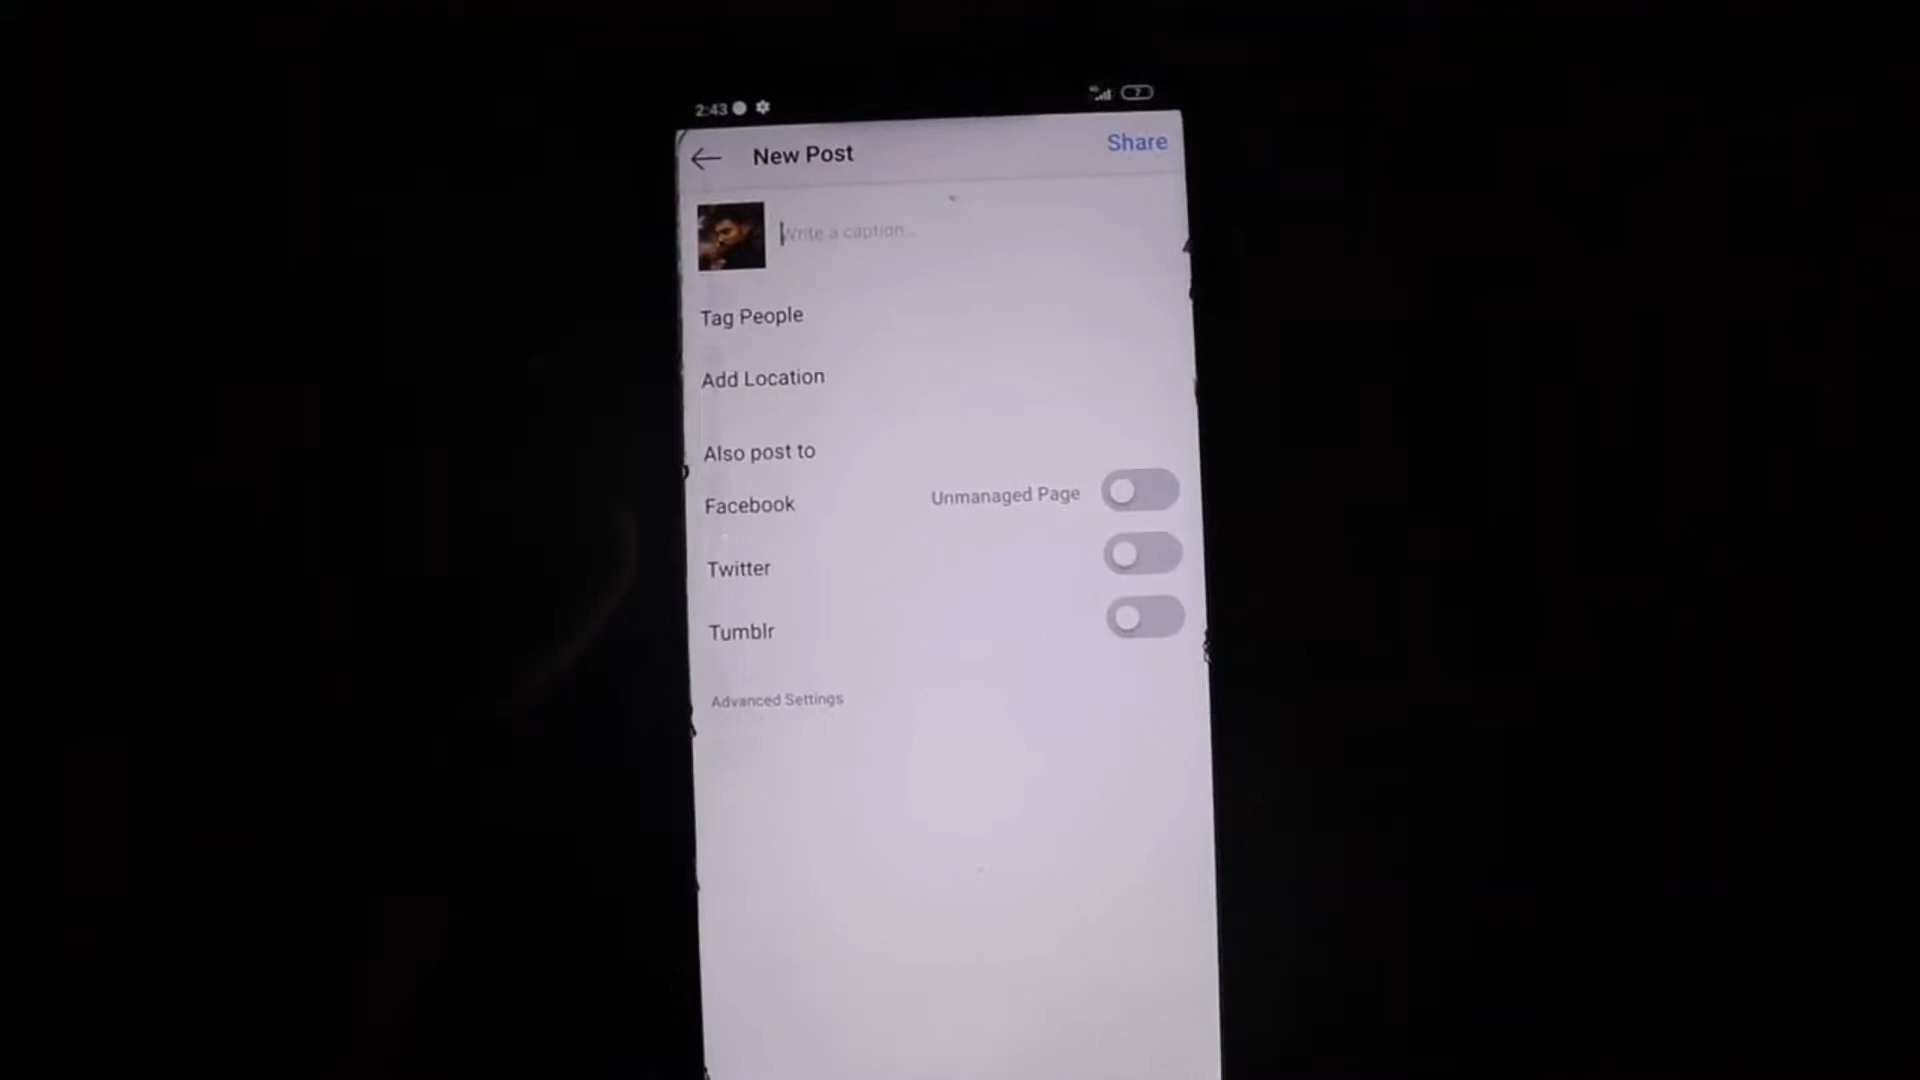 2:43
7
New Post
Share
Write a caption...
Tag People
Add Location
Also post to
Facebook
Unmanaged Page
Twitter
Tumblr
Advanced Settings